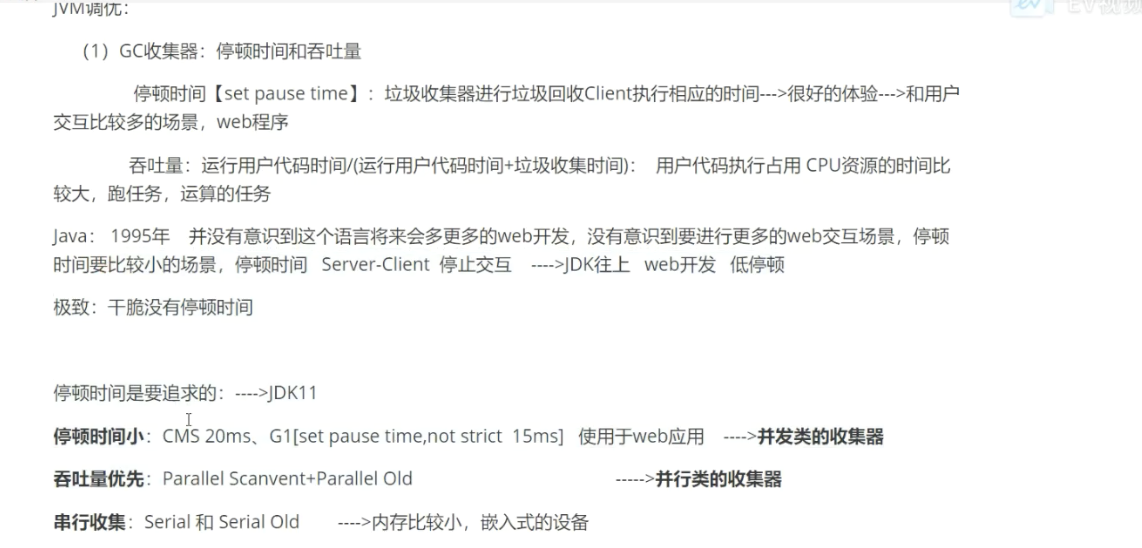 JVM调优：
（1）GC收集器：停顿时间和吞吐量
停顿时间【set pause time】：垃圾收集器进行垃圾回收Client执行相应的时间--->很好的体验--->和用户
交互比较多的场景，web程序
吞吐量：运行用户代码时间/(运行用户代码时间+垃圾收集时间)： 用户代码执行占用 CPU资源的时间比
较大，跑任务，运算的任务
Java： 1995年 并没有意识到这个语言将来会多更多的web开发，没有意识到要进行更多的web交互场景，停顿
时间要比较小的场景，停顿时间 Server-Client 停止交互 ---->JDK往上 web开发 低停顿
极致：干脆没有停顿时间
停顿时间是要追求的：---->JDK11
停顿时间小：CMS 20ms、G1[set pause time,not strict 15ms] 使用于web应用 ---->并发类的收集器
吞吐量优先：Parallel Scanvent+Parallel Old ----->并行类的收集器
串行收集：Serial 和 Serial Old ---->内存比较小，嵌入式的设备